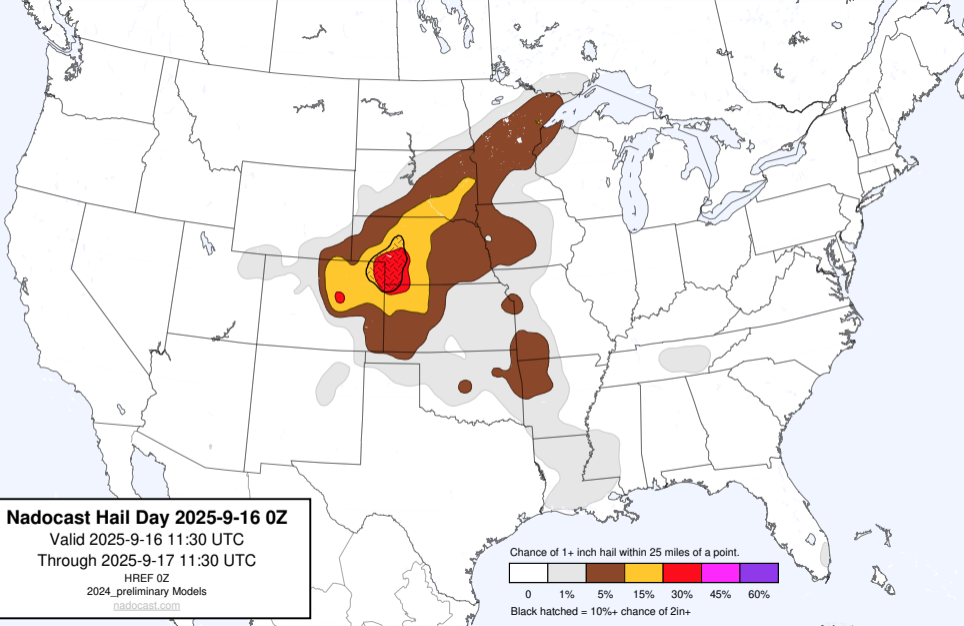 Nadocast Hail Day 2025-9-16 0Z
Valid 2025-9-16 11:30 UTC
Through 2025-9-17 11:30 UTC
HREF 0Z
2024_preliminary Models
nadocast.com
Chance of 1+ inch hail within 25 miles of a point.
0 1% 5% 15% 30% 45% 60%
Black hatched = 10%+ chance of 2in+